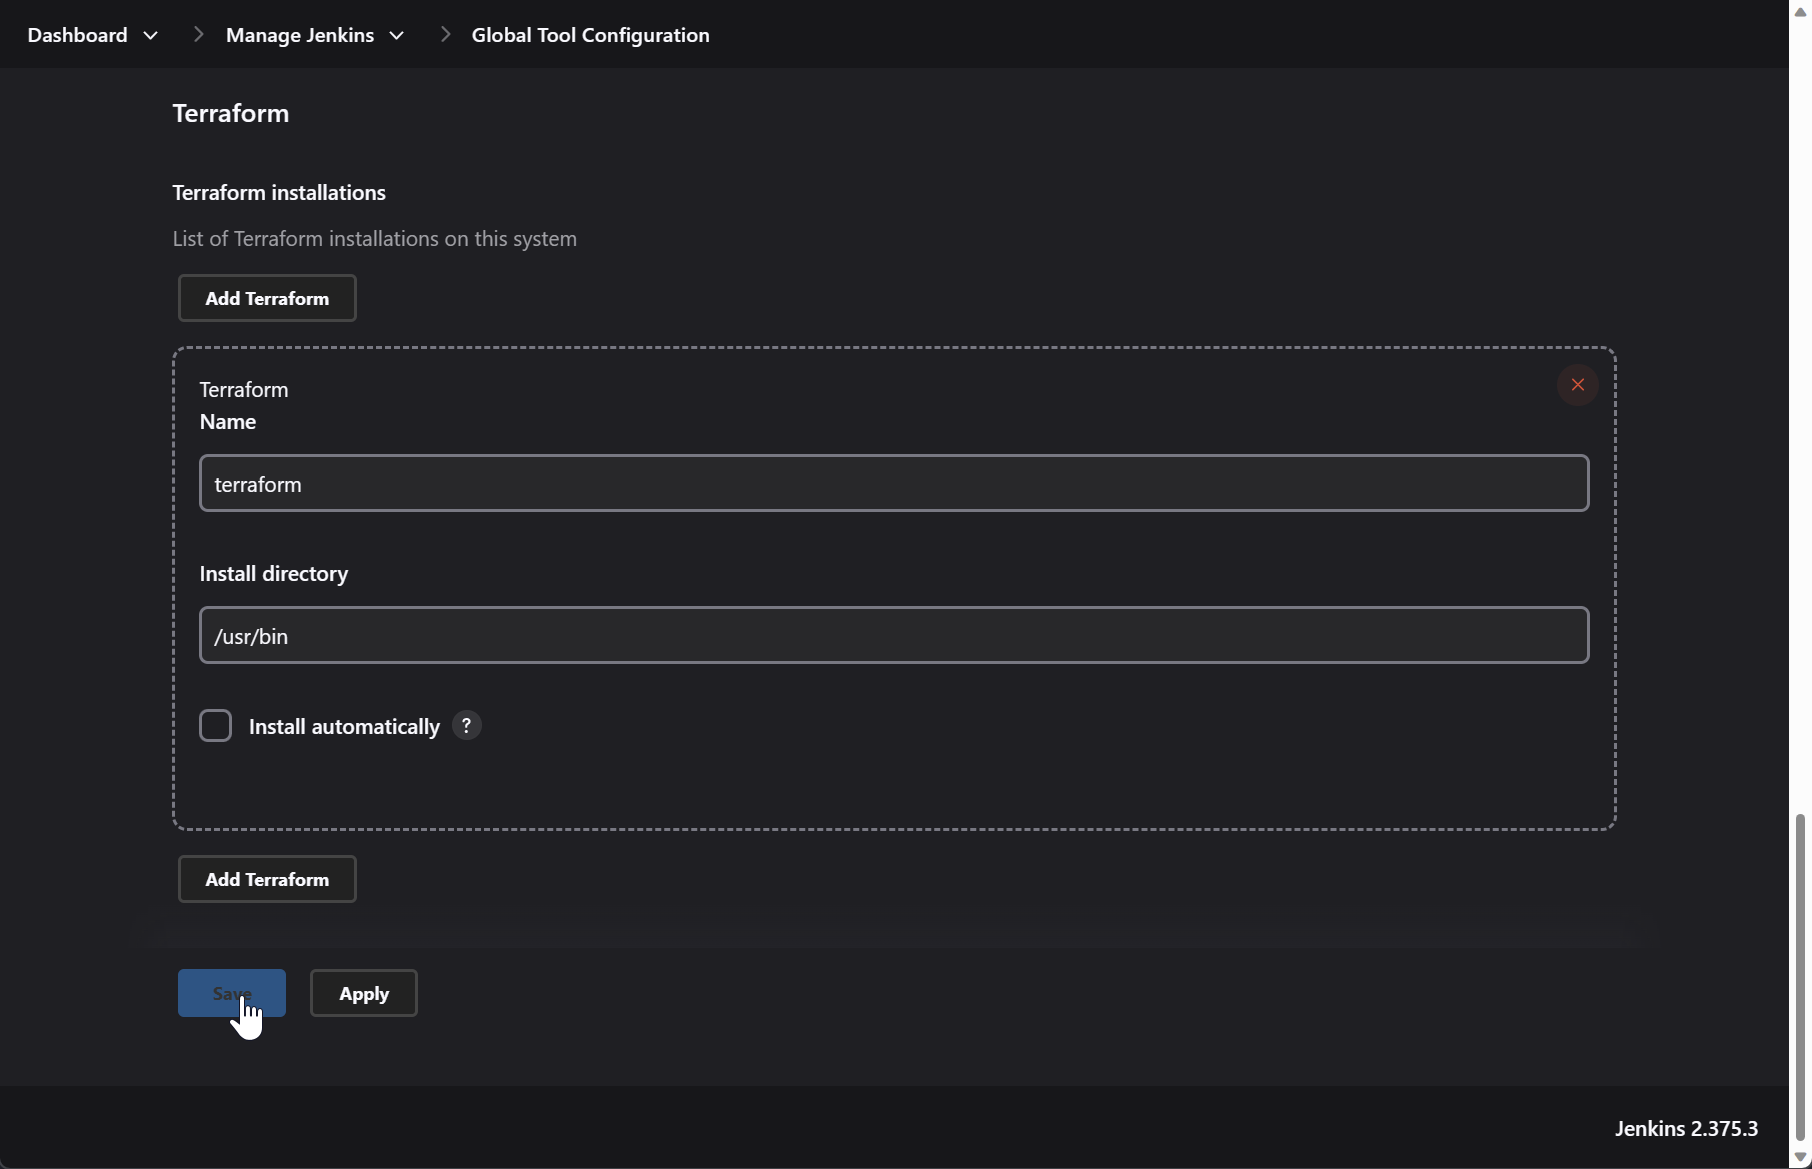 Dashboard
Manage Jenkins
Global Tool Configuration
Terraform
Terraform installations
List of Terraform installations on this system
Add Terraform
Terraform
Name
terraform
Install directory
/usr/bin
Install automatically ?
Add Terraform
Save
Apply
Jenkins 2.375.3